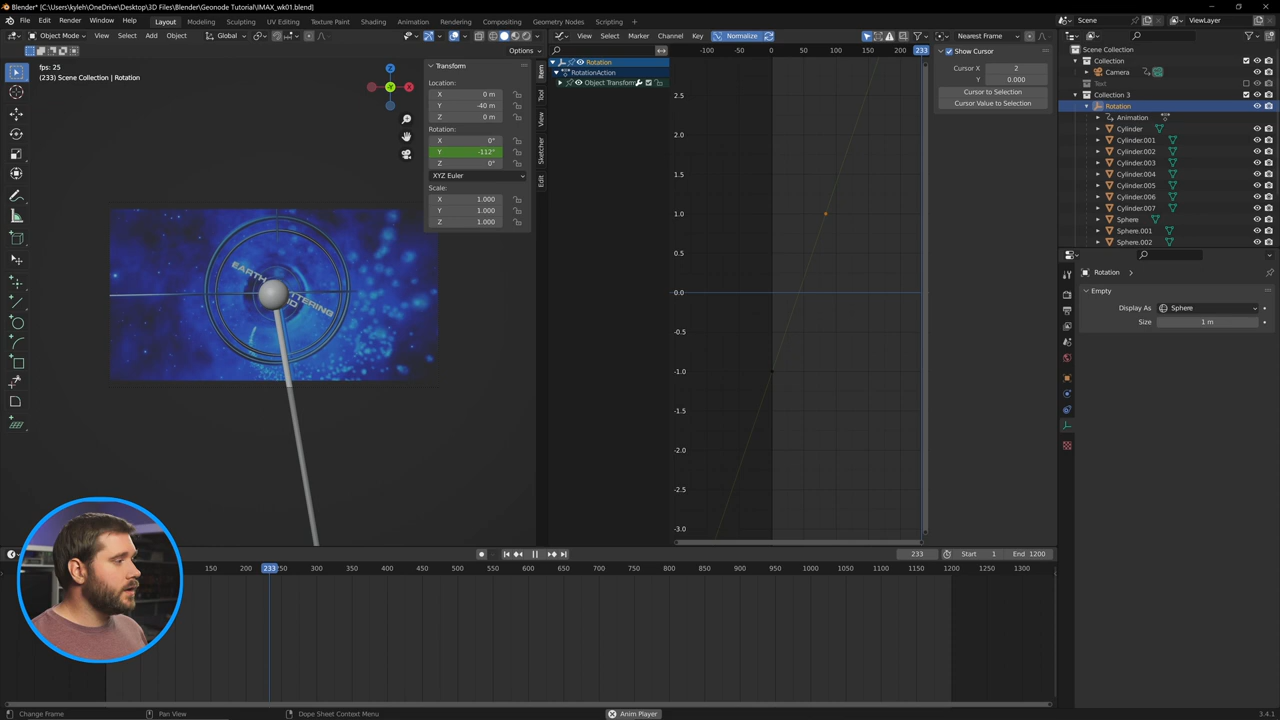 Blender* [C:\Users\kyleh\OneDrive\Desktop\3D Files\Blender\Geonode Tutorial\IMAX_wk01.blend]
File Edit Render Window Help Layout Modeling Sculpting UV Editing Texture Paint Shading Animation Rendering Compositing Geometry Nodes Scripting Scene ViewLayer
Object Mode View Select Add Object Global
View Select Marker Channel Key Normalize Nearest Frame
Options
fps: 25
(233) Scene Collection | Rotation
Transform
Location:
X 0 m
Y -40 m
Z 0 m
Rotation:
X 0°
Y -112°
Z 0°
XYZ Euler
Scale:
X 1.000
Y 1.000
Z 1.000
Item
Tool
View
Sketcher
Edit
Rotation
RotationAction
Object Transform
-100 -50 0 50 100 150 200 233
2.5
2.0
1.5
1.0
0.5
0.0
-0.5
-1.0
-1.5
-2.0
-2.5
-3.0
Show Cursor
Cursor X 2
Y 0.000
Cursor to Selection
Cursor Value to Selection
Scene Collection
Collection
Camera
Text
Collection 3
Rotation
Animation
Cylinder
Cylinder.001
Cylinder.002
Cylinder.003
Cylinder.004
Cylinder.005
Cylinder.006
Cylinder.007
Sphere
Sphere.001
Sphere.002
Rotation
Empty
Display As Sphere
Size 1 m
233 Start 1 End 1200
150 200 233 250 300 350 400 450 500 550 600 650 700 750 800 850 900 950 1000 1050 1100 1150 1200 1250 1300
Change Frame Pan View Dope Sheet Context Menu Anim Player 3.4.1